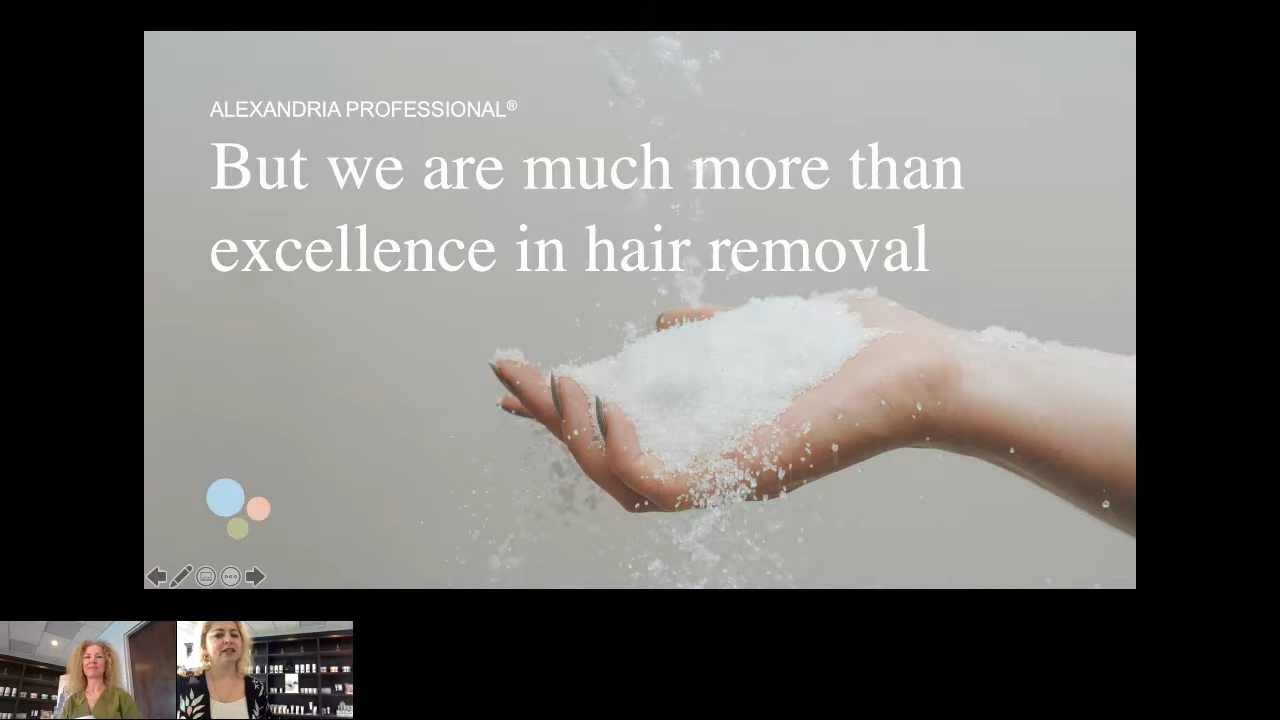 ALEXANDRIA PROFESSIONAL®
But we are much more than
excellence in hair removal